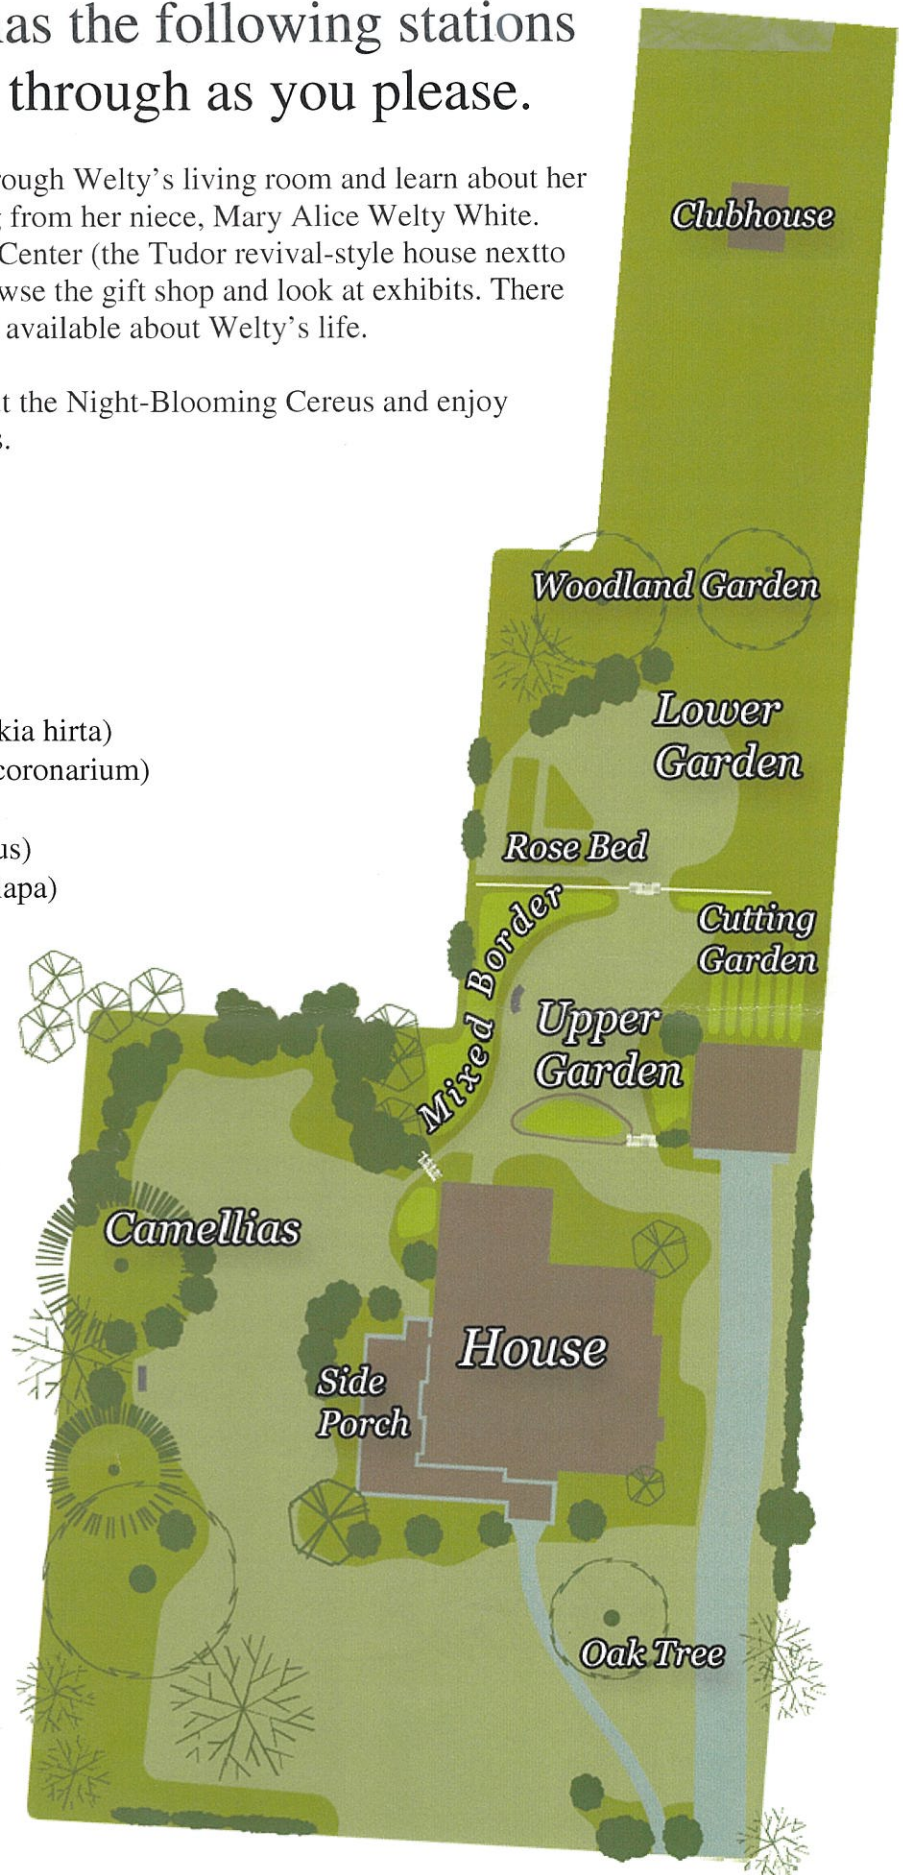 as the following stations
through as you please.
rough Welty's living room and learn about her
from her niece, Mary Alice Welty White.
Center (the Tudor revival-style house nextto
wse the gift shop and look at exhibits. There
available about Welty's life.
t the Night-Blooming Cereus and enjoy
s.
kia hirta)
coronarium)
us)
lapa)
Clubhouse
Woodland Garden
Lower
Garden
Rose Bed
Mixed Border
Cutting
Garden
Upper
Garden
Camellias
House
Side
Porch
Oak Tree